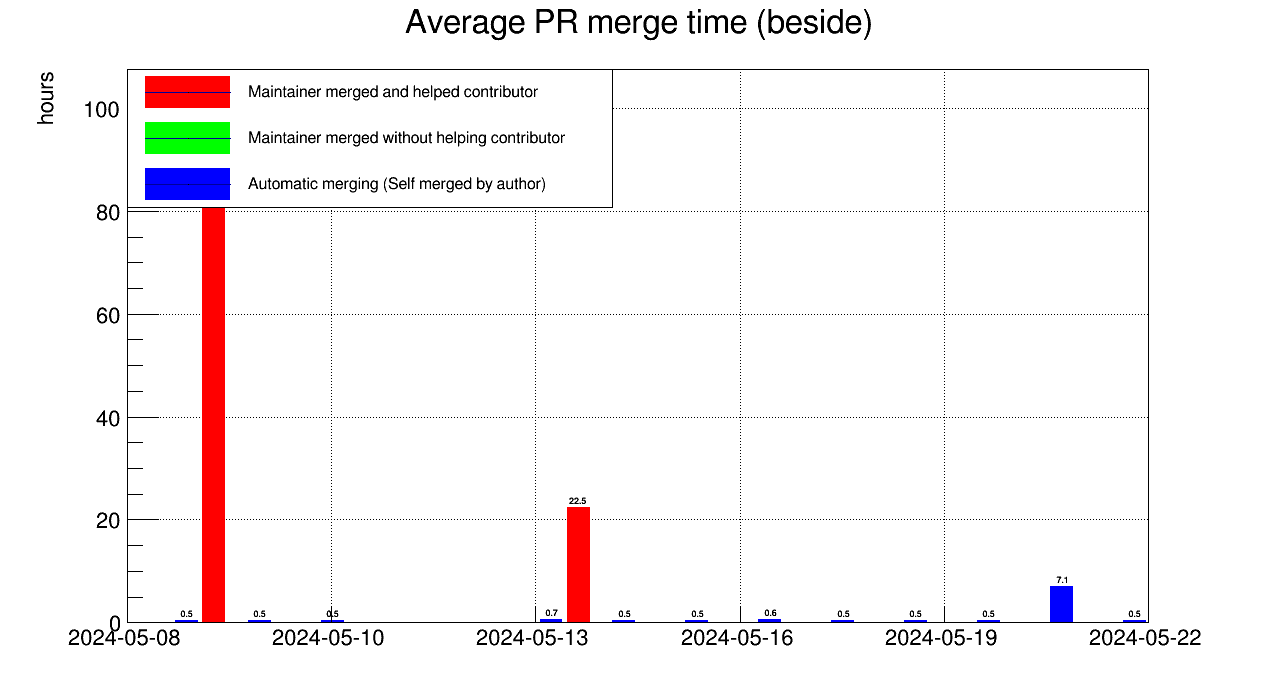 Average PR merge time (beside)
hours
Maintainer merged and helped contributor
Maintainer merged without helping contributor
Automatic merging (Self merged by author)
100
80
60
40
20
0
22.5
7.1
0.5 0.5 0.5 0.7 0.5 0.5 0.6 0.5 0.5 0.5 0.5
2024-05-08 2024-05-10 2024-05-13 2024-05-16 2024-05-19 2024-05-22